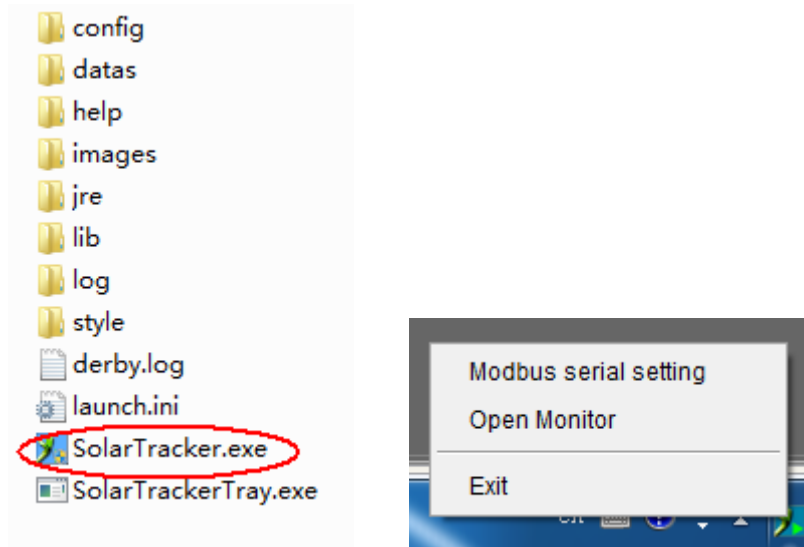 config
datas
help
images
jre
lib
log
style
derby.log
launch.ini
SolarTracker.exe
SolarTrackerTray.exe
Modbus serial setting
Open Monitor
Exit